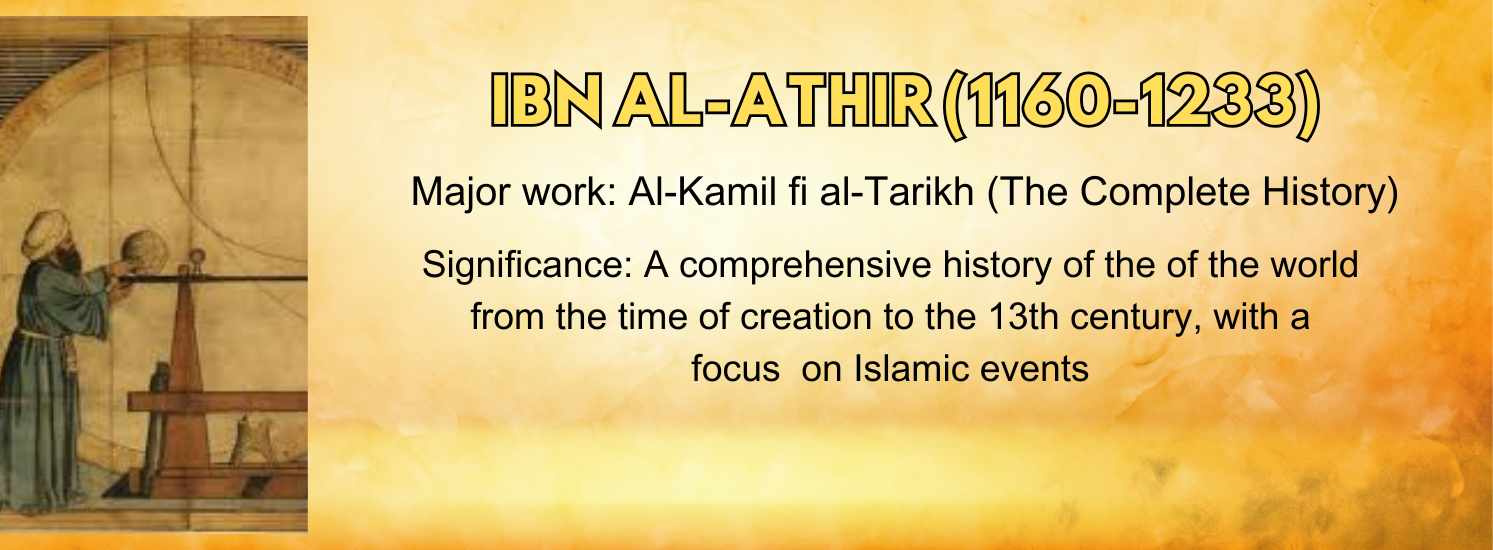 IBN AL-ATHIR (1160-1233)
Major work: Al-Kamil fi al-Tarikh (The Complete History)
Significance: A comprehensive history of the of the world
from the time of creation to the 13th century, with a
focus  on Islamic events